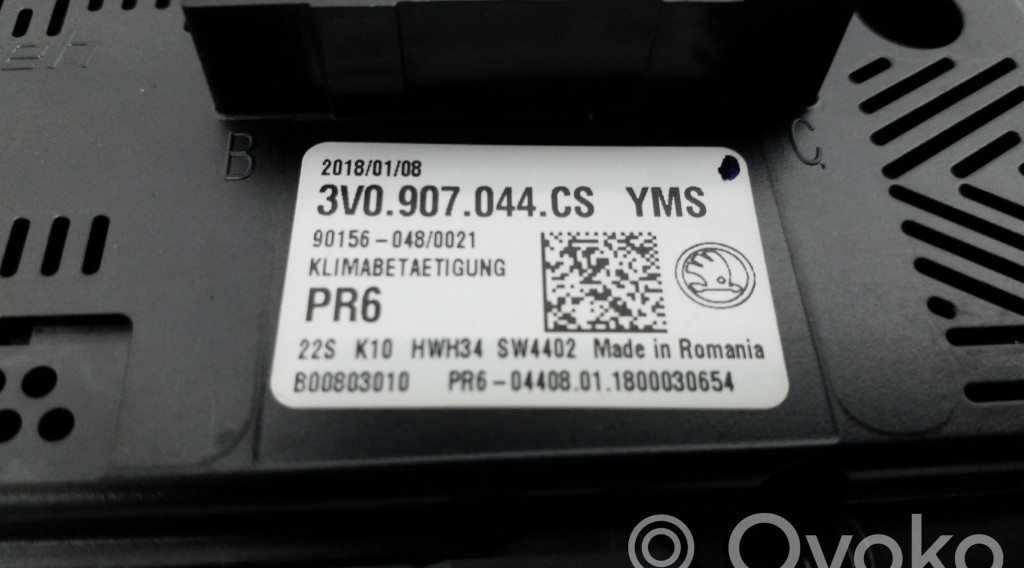 B
C
2018/01/08
3V0.907.044.CS YMS
90156-048/0021
KLIMABETAETIGUNG
PR6
22S K10 HWH34 SW4402 Made in Romania
B00803010 PR6-04408.01.1800030654
© Ovoko